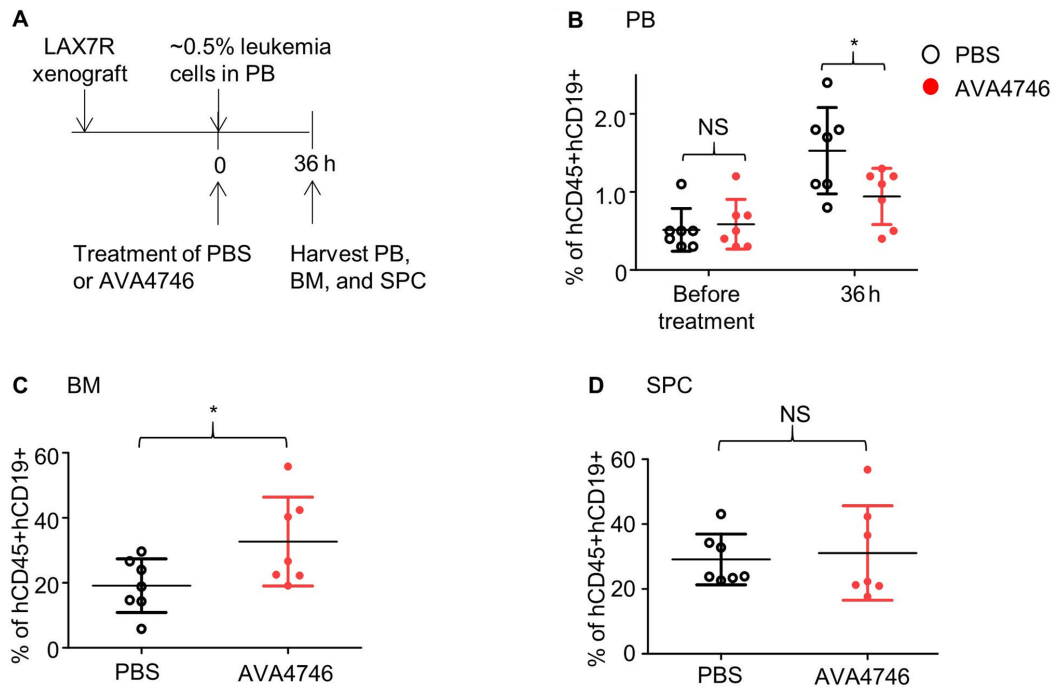 A
LAX7R
xenograft
~0.5% leukemia
cells in PB
0
36 h
Treatment of PBS
or AVA4746
Harvest PB,
BM, and SPC
B PB
PBS
AVA4746
*
NS
% of hCD45+hCD19+
2.0
1.0
0
Before
treatment
36 h
C BM
*
% of hCD45+hCD19+
60
40
20
0
PBS
AVA4746
D SPC
NS
% of hCD45+hCD19+
60
40
20
0
PBS
AVA4746